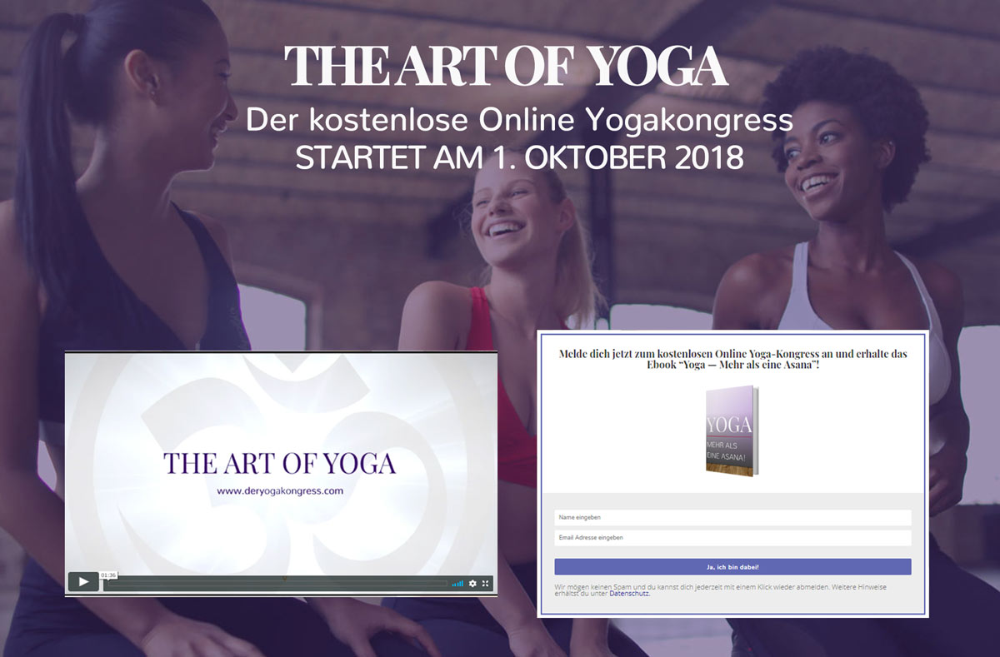 THE ART OF YOGA
Der kostenlose Online Yogakongress
STARTET AM 1. OKTOBER 2018
THE ART OF YOGA
www.deryogakongress.com
01:36
Melde dich jetzt zum kostenlosen Online Yoga-Kongress an und erhalte das
Ebook “Yoga — Mehr als eine Asana”!
YOGA
MEHR ALS
EINE ASANA!
Name eingeben
Email Adresse eingeben
Ja, ich bin dabei!
Wir mögen keinen Spam und du kannst dich jederzeit mit einem Klick wieder abmelden. Weitere Hinweise
erhältst du unter Datenschutz.